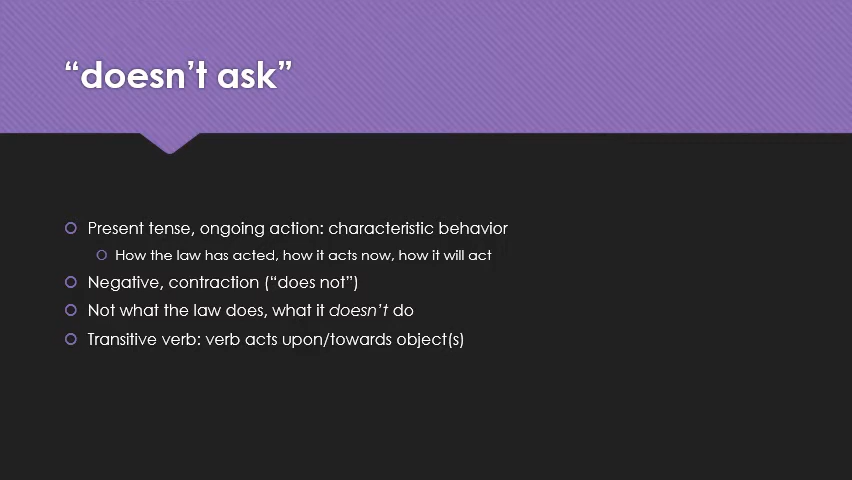 “doesn’t ask”
Present tense, ongoing action: characteristic behavior
How the law has acted, how it acts now, how it will act
Negative, contraction (“does not”)
Not what the law does, what it doesn’t do
Transitive verb: verb acts upon/towards object(s)